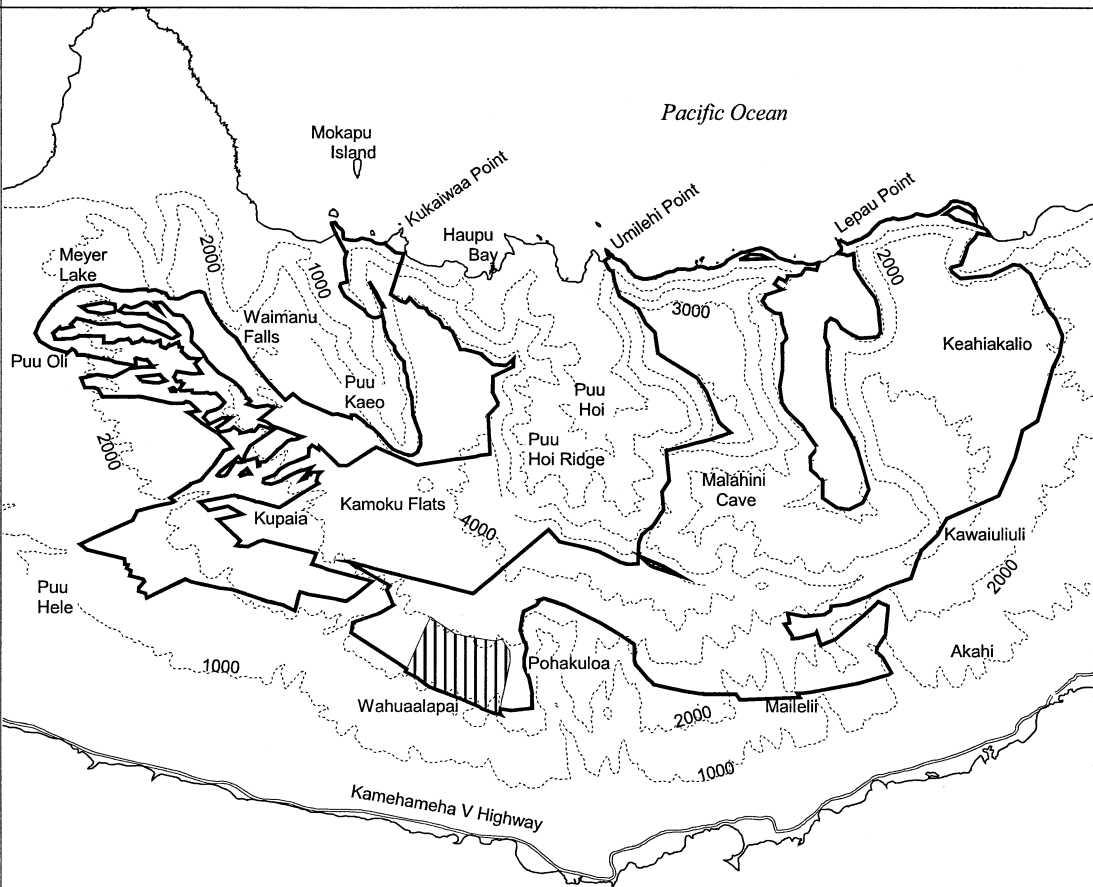 Pacific Ocean
Mokapu
Island
Kukaiwaa Point
Umilehi Point
Lepau Point
Haupu
Bay
Meyer
Lake
2000
1000
2000
3000
Waimanu
Falls
Keahiakalio
Puu Oli
Puu
Kaeo
Puu
Hoi
Puu
Hoi Ridge
2000
Malahini
Cave
Kamoku Flats
Kupaia
4000
Kawaiuliuli
2000
Puu
Hele
1000
Pohakuloa
Akahi
Wahuaalapai
2000
Mailelii
1000
Kamehameha V Highway